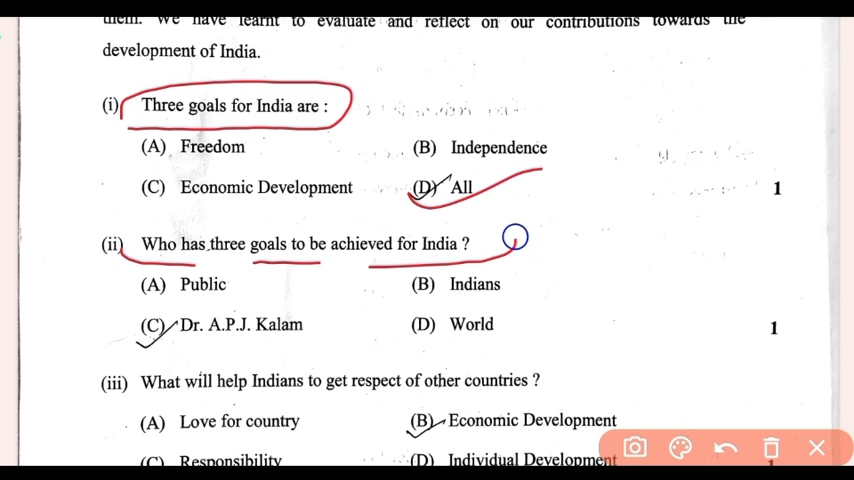 them. We have learnt to evaluate and reflect on our contributions towards the
development of India.
(i) Three goals for India are :
(A) Freedom (B) Independence
(C) Economic Development (D) All 1
(ii) Who has three goals to be achieved for India ?
(A) Public (B) Indians
(C) Dr. A.P.J. Kalam (D) World 1
(iii) What will help Indians to get respect of other countries ?
(A) Love for country (B) Economic Development
(C) Responsibility (D) Individual Development 1